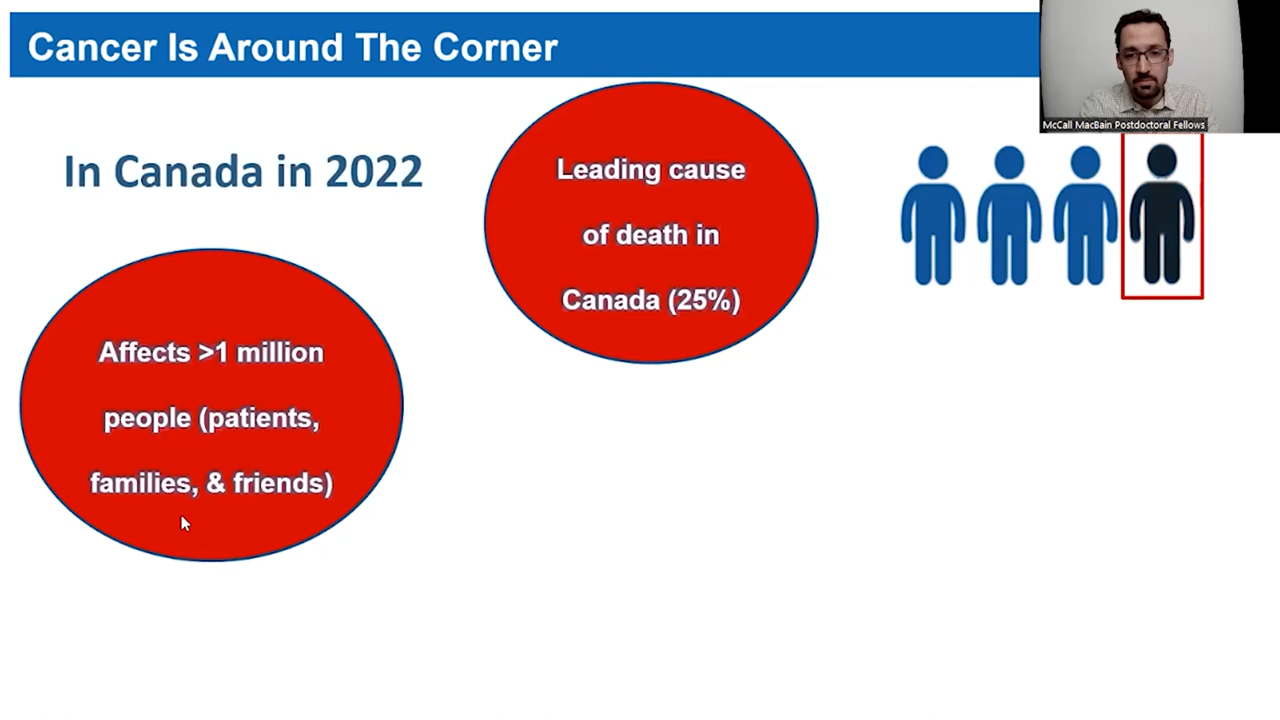 Cancer Is Around The Corner
McCall MacBain Postdoctoral Fellows
In Canada in 2022
Leading cause
of death in
Canada (25%)
Affects >1 million
people (patients,
families, & friends)